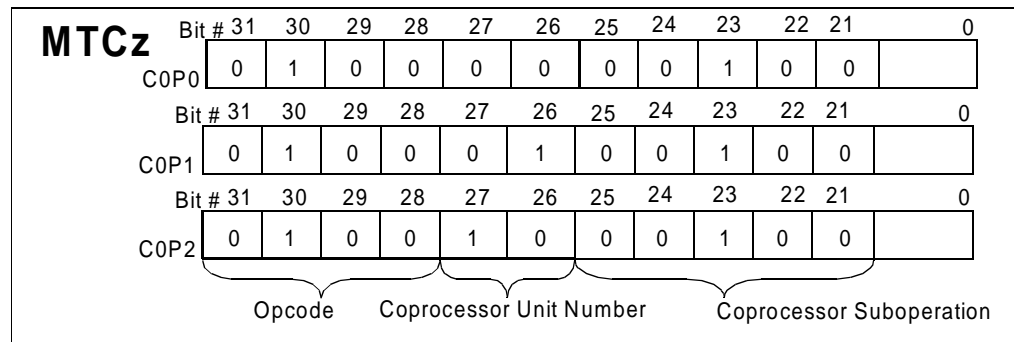 MTCz Bit # 31 30 29 28 27 26 25 24 23 22 21 0
C0P0 0 1 0 0 0 0 0 0 1 0 0
Bit # 31 30 29 28 27 26 25 24 23 22 21 0
C0P1 0 1 0 0 0 1 0 0 1 0 0
Bit # 31 30 29 28 27 26 25 24 23 22 21 0
C0P2 0 1 0 0 1 0 0 0 1 0 0
Opcode Coprocessor Unit Number Coprocessor Suboperation